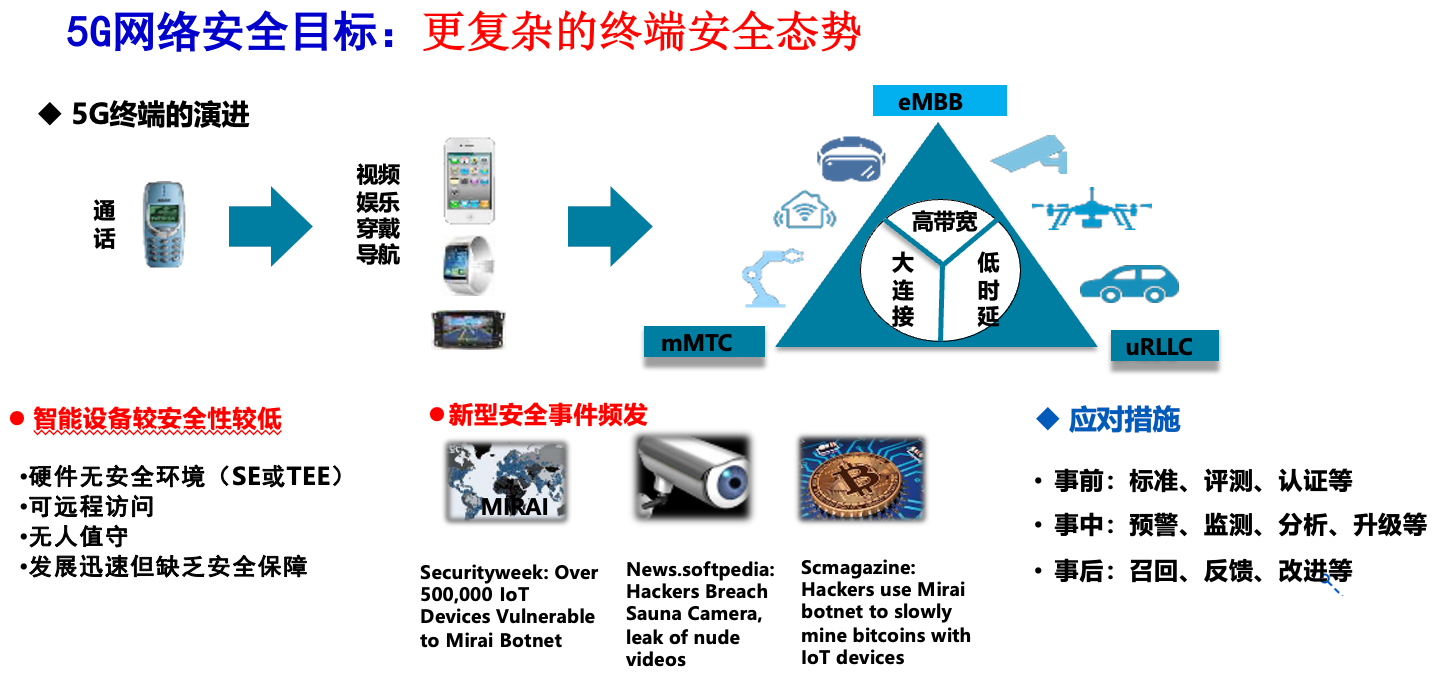 5G网络安全目标：更复杂的终端安全态势
◆ 5G终端的演进
通
话
视频
娱乐
穿戴
导航
eMBB
高带宽
大
连
接
低
时
延
mMTC
uRLLC
● 智能设备较安全性较低
•硬件无安全环境（SE或TEE）
•可远程访问
•无人值守
•发展迅速但缺乏安全保障
●新型安全事件频发
MIRAI
Securityweek: Over
500,000 IoT
Devices Vulnerable
to Mirai Botnet
News.softpedia:
Hackers Breach
Sauna Camera,
leak of nude
videos
Scmagazine:
Hackers use Mirai
botnet to slowly
mine bitcoins with
IoT devices
◆ 应对措施
• 事前：标准、评测、认证等
• 事中：预警、监测、分析、升级等
• 事后：召回、反馈、改进等